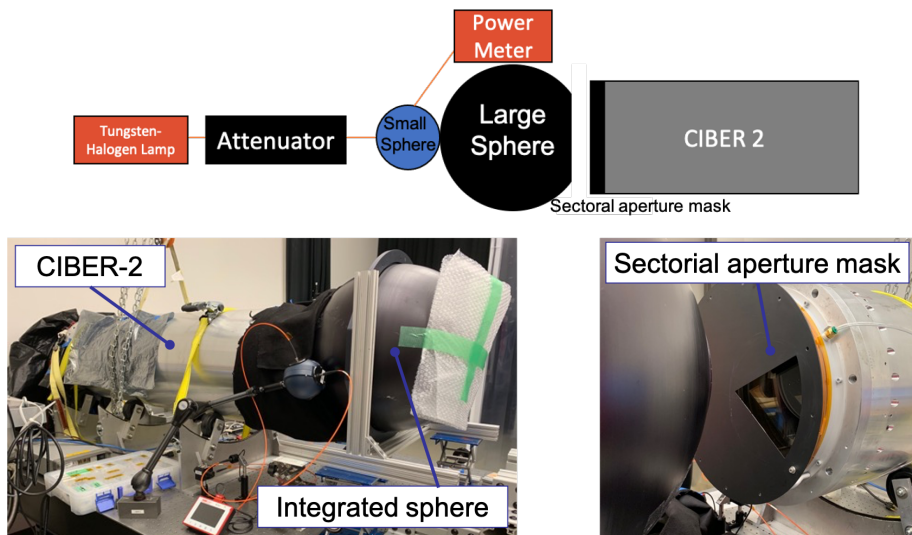 Power
Meter
Tungsten-
Halogen Lamp
Attenuator
Small
Sphere
Large
Sphere
CIBER 2
Sectoral aperture mask
CIBER-2
Integrated sphere
Sectorial aperture mask